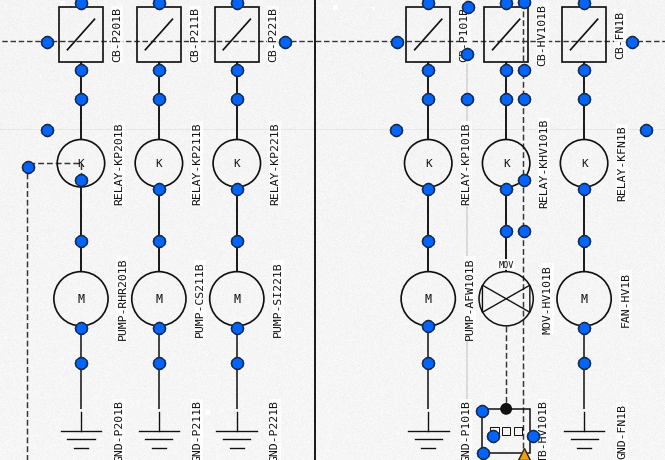 CB-P201B
CB-P211B
CB-P221B
CB-P101B
CB-HV101B
CB-FN1B
K
K
K
K
K
K
RELAY-KP201B
RELAY-KP211B
RELAY-KP221B
RELAY-KP101B
RELAY-KHV101B
RELAY-KFN1B
MOV
M
M
M
M
M
PUMP-RHR201B
PUMP-CS211B
PUMP-SI221B
PUMP-AFW101B
MOV-HV101B
FAN-HV1B
GND-P201B
GND-P211B
GND-P221B
GND-P101B
TB-HV101B
GND-FN1B